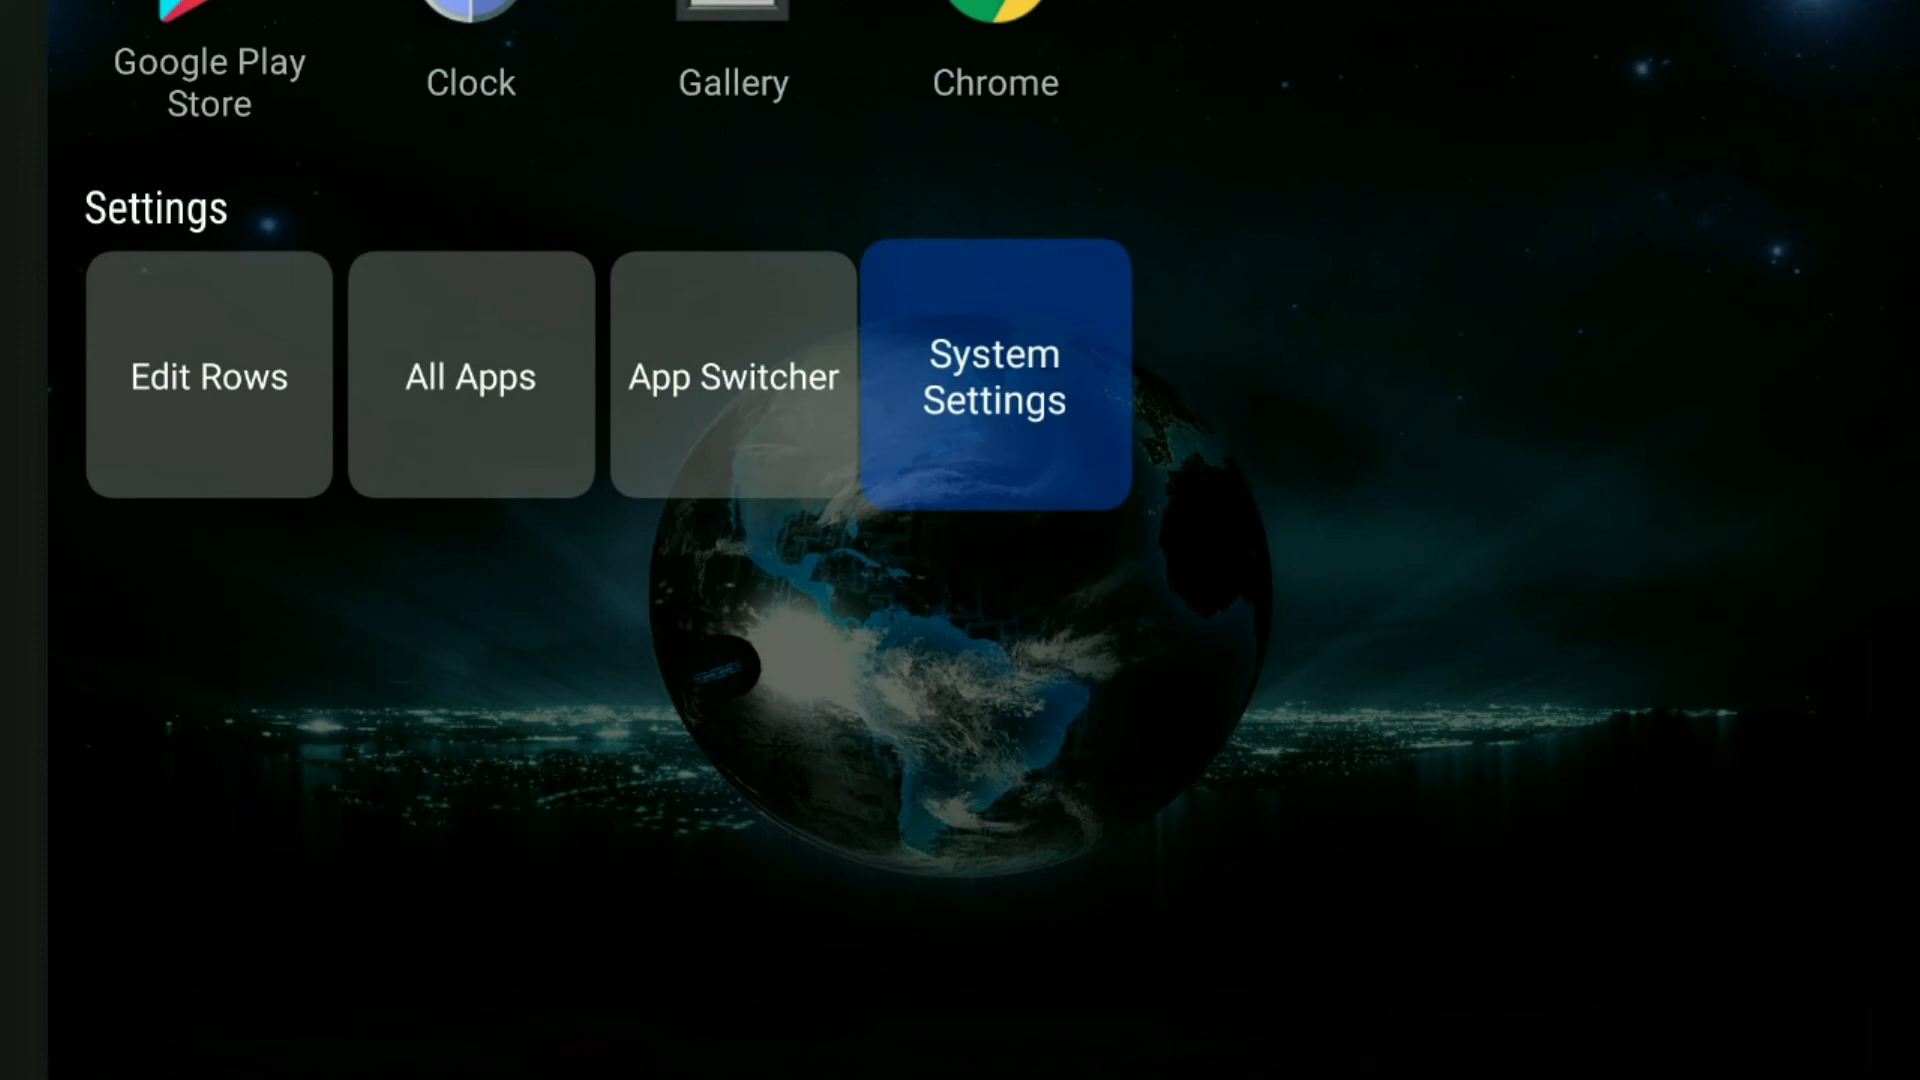 Google Play
Store
Clock
Gallery
Chrome
Settings
Edit Rows
All Apps
App Switcher
System
Settings